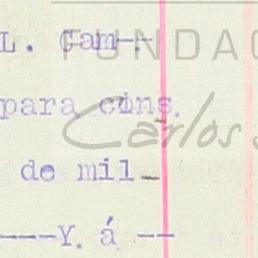 L. Cam-
para cons.
de mil
----Y. á --
FUNDAC
Carlos S